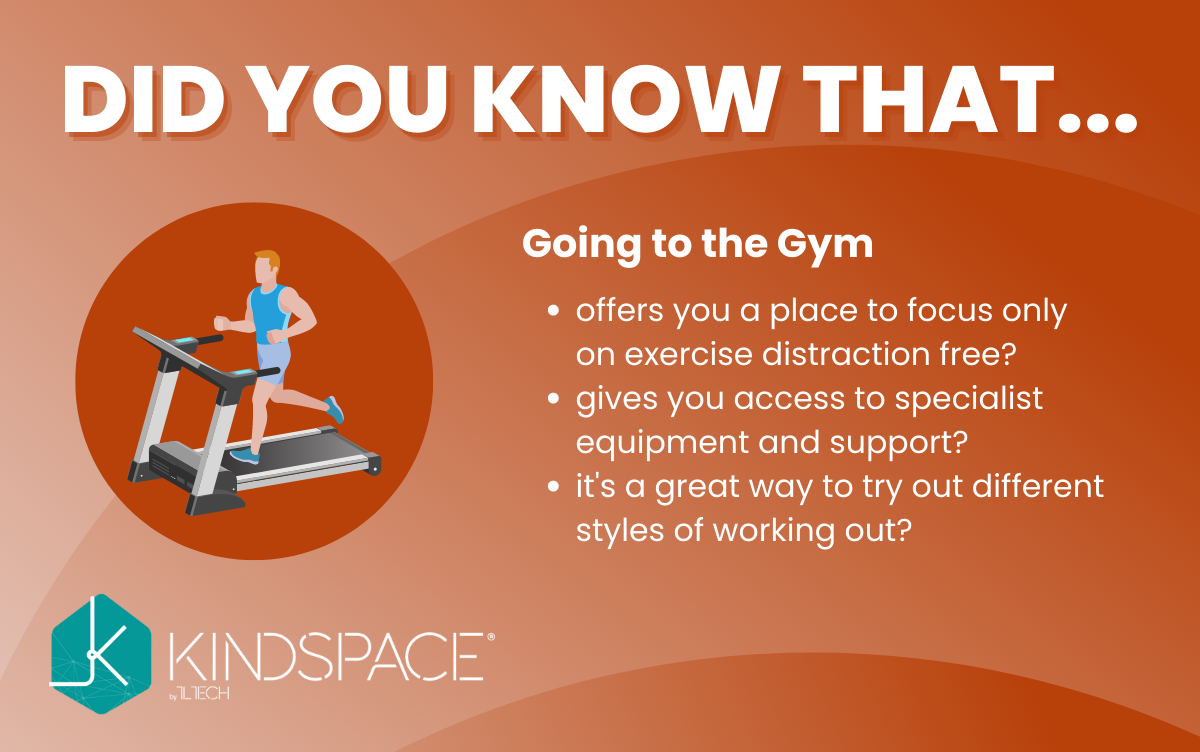 DID YOU KNOW THAT...
Going to the Gym
• offers you a place to focus only
on exercise distraction free?
• gives you access to specialist
equipment and support?
• it's a great way to try out different
styles of working out?
KINDSPACE®
by TLTECH